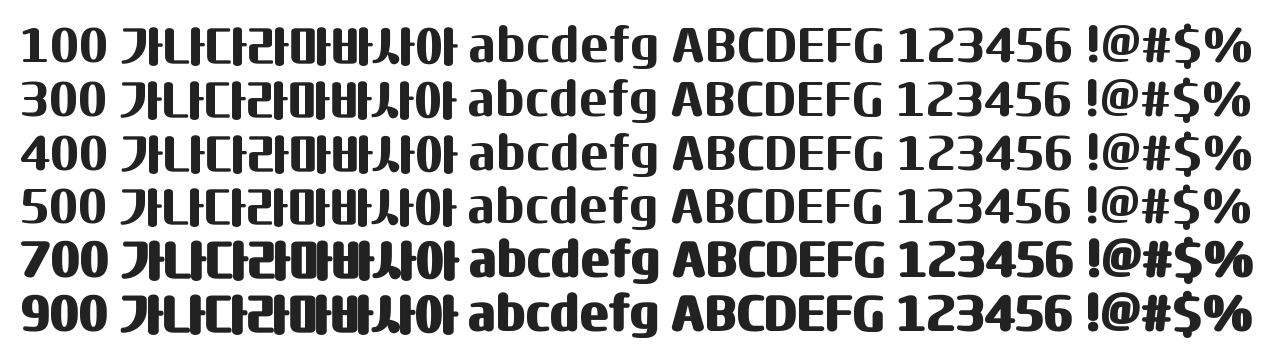 100 가나다라마바사아 abcdefg ABCDEFG 123456 !@#$%
300 가나다라마바사아 abcdefg ABCDEFG 123456 !@#$%
400 가나다라마바사아 abcdefg ABCDEFG 123456 !@#$%
500 가나다라마바사아 abcdefg ABCDEFG 123456 !@#$%
700 가나다라마바사아 abcdefg ABCDEFG 123456 !@#$%
900 가나다라마바사아 abcdefg ABCDEFG 123456 !@#$%